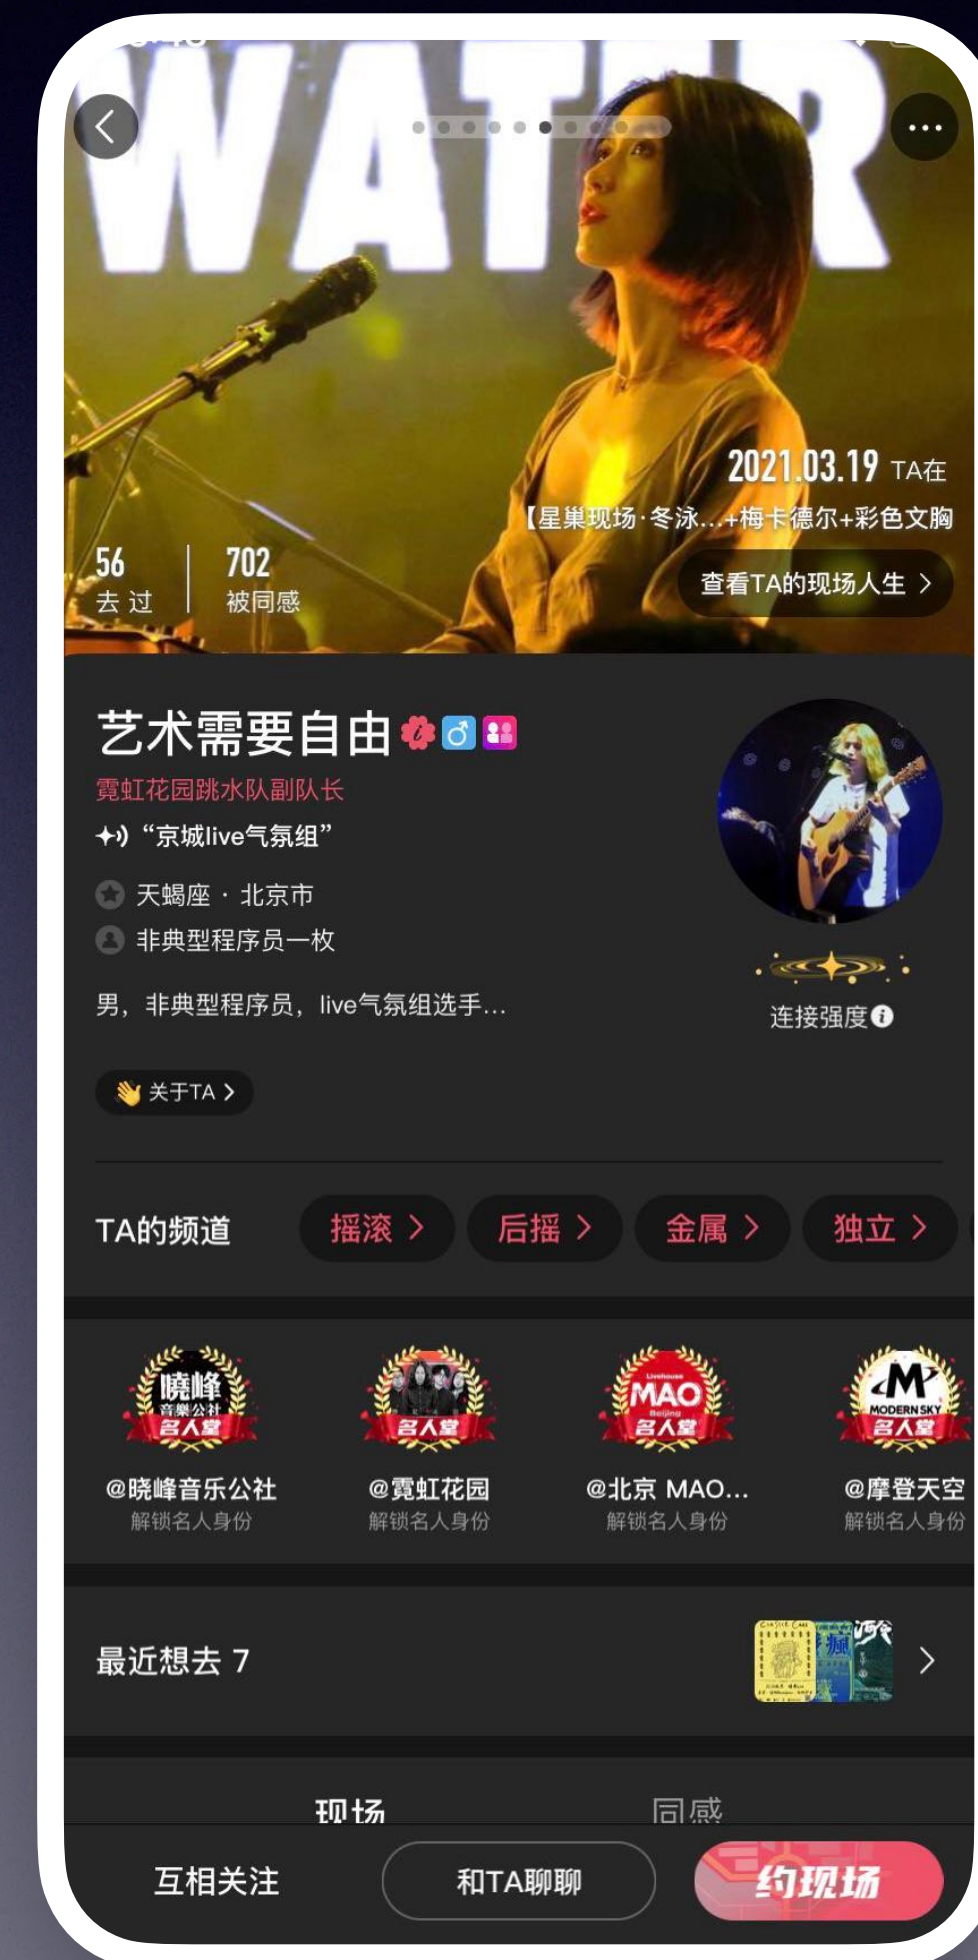 WATER
2021.03.19 TA在
【星巢现场·冬泳...+梅卡德尔+彩色文胸
56
去过
702
被同感
查看TA的现场人生
艺术需要自由
霓虹花园跳水队副队长
“京城live气氛组”
天蝎座 · 北京市
非典型程序员一枚
男，非典型程序员，live气氛组选手...
连接强度
关于TA
TA的频道
摇滚
后摇
金属
独立
曉峰
音樂公社
名人堂
名人堂
Livehouse
MAO
Beijing
名人堂
M
MODERNSKY
名人堂
@晓峰音乐公社
@霓虹花园
@北京 MAO...
@摩登天空
解锁名人身份
解锁名人身份
解锁名人身份
解锁名人身份
最近想去 7
现场
同感
互相关注
和TA聊聊
约现场